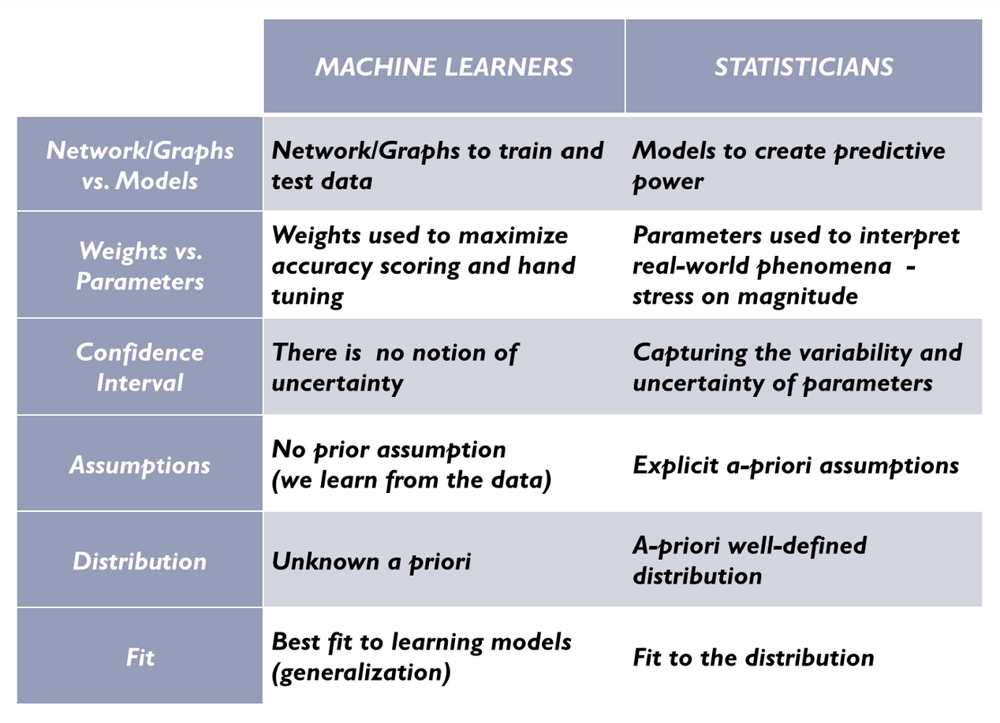 MACHINE LEARNERS
STATISTICIANS
Network/Graphs
vs. Models
Network/Graphs to train and
test data
Models to create predictive
power
Weights vs.
Parameters
Weights used to maximize
accuracy scoring and hand
tuning
Parameters used to interpret
real-world phenomena  -
stress on magnitude
Confidence
Interval
There is  no notion of
uncertainty
Capturing the variability and
uncertainty of parameters
Assumptions
No prior assumption
(we learn from the data)
Explicit a-priori assumptions
Distribution
Unknown a priori
A-priori well-defined
distribution
Fit
Best fit to learning models
(generalization)
Fit to the distribution